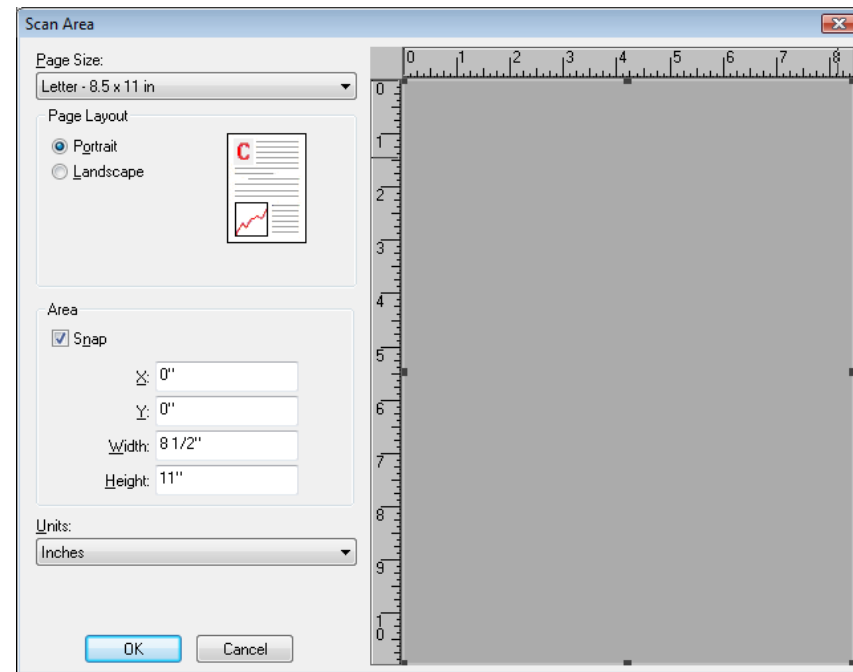 Scan Area
Page Size:
Letter - 8.5 x 11 in
Page Layout
Portrait
Landscape
C
Area
Snap
X: 0"
Y: 0"
Width: 8 1/2"
Height: 11"
Units:
Inches
OK Cancel
0 1 2 3 4 5 6 7 8
0
1
2
3
4
5
6
7
8
9
10